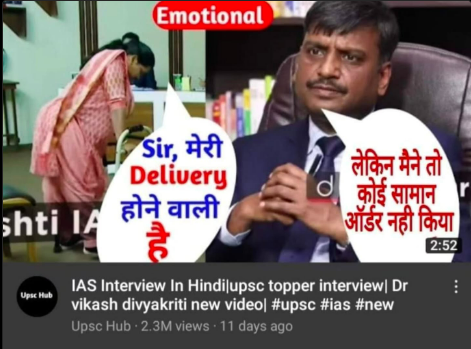 Emotional
Sir, मेरी
Delivery
होने वाली
है
लेकिन मैने तो
कोई सामान
ऑर्डर नही किया
shti IA
d
r
2:52
Upsc Hub
IAS Interview In Hindi|upsc topper interview| Dr
vikash divyakriti new video| #upsc #ias #new
Upsc Hub · 2.3M views · 11 days ago